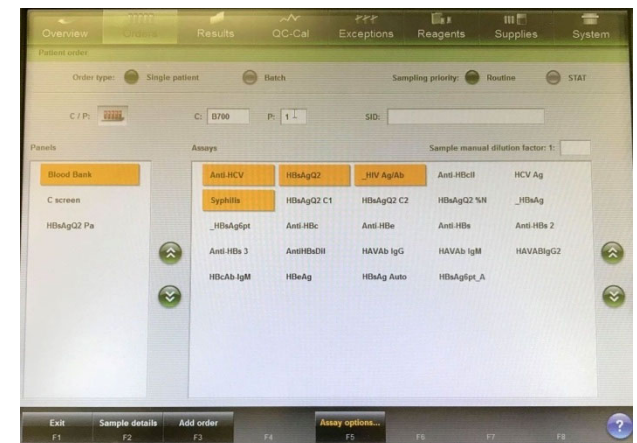 Overview Orders Results QC-Cal Exceptions Reagents Supplies System
Patient order
Order type: Single patient Batch Sampling priority: Routine STAT
C / P: C: B700 P: 1 SID:
Panels Assays Sample manual dilution factor: 1:
Blood Bank Anti-HCV HBsAgQ2 _HIV Ag/Ab Anti-HBcII HCV Ag
C screen Syphilis HBsAgQ2 C1 HBsAgQ2 C2 HBsAgQ2 %N _HBsAg
HBsAgQ2 Pa _HBsAg6pt Anti-HBc Anti-HBe Anti-HBs Anti-HBs 2
Anti-HBs 3 AntiHBsDil HAVAb IgG HAVAb IgM HAVABIgG2
HBcAb IgM HBeAg HBsAg Auto HBsAg6pt_A
Exit Sample details Add order Assay options...
F1 F2 F3 F4 F5 F6 F7 F8 ?